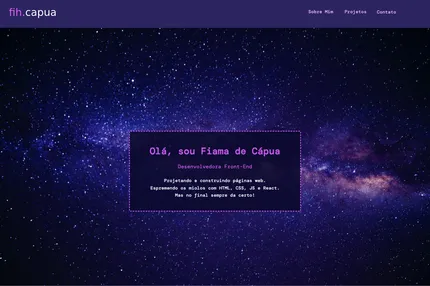 fih.capua
Sobre Mim
Projetos
Contato
Olá, sou Fiama de Cápua
Desenvolvedora Front-End
Projetando e construindo páginas web.
Espremendo os miolos com HTML, CSS, JS e React.
Mas no final sempre da certo!